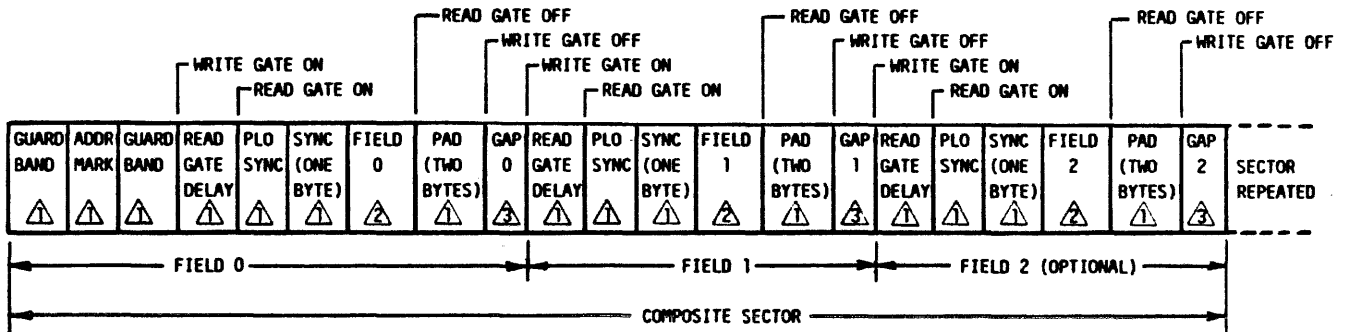 READ GATE OFF READ GATE OFF READ GATE OFF
WRITE GATE OFF WRITE GATE OFF WRITE GATE OFF
WRITE GATE ON WRITE GATE ON WRITE GATE ON
READ GATE ON READ GATE ON READ GATE ON
GUARD ADDR GUARD READ PLO SYNC FIELD PAD GAP READ PLO SYNC FIELD PAD GAP READ PLO SYNC FIELD PAD GAP
BAND MARK BAND GATE SYNC (ONE 0 (TWO 0 GATE SYNC (ONE 1 (TWO 1 GATE SYNC (ONE 2 (TWO 2 SECTOR
DELAY BYTE) BYTES) DELAY BYTE) BYTES) DELAY BYTE) BYTES) REPEATED
1 1 1 1 1 1 2 1 3 1 1 1 2 1 3 1 1 1 2 1 3
FIELD 0 FIELD 1 FIELD 2 (OPTIONAL)
COMPOSITE SECTOR